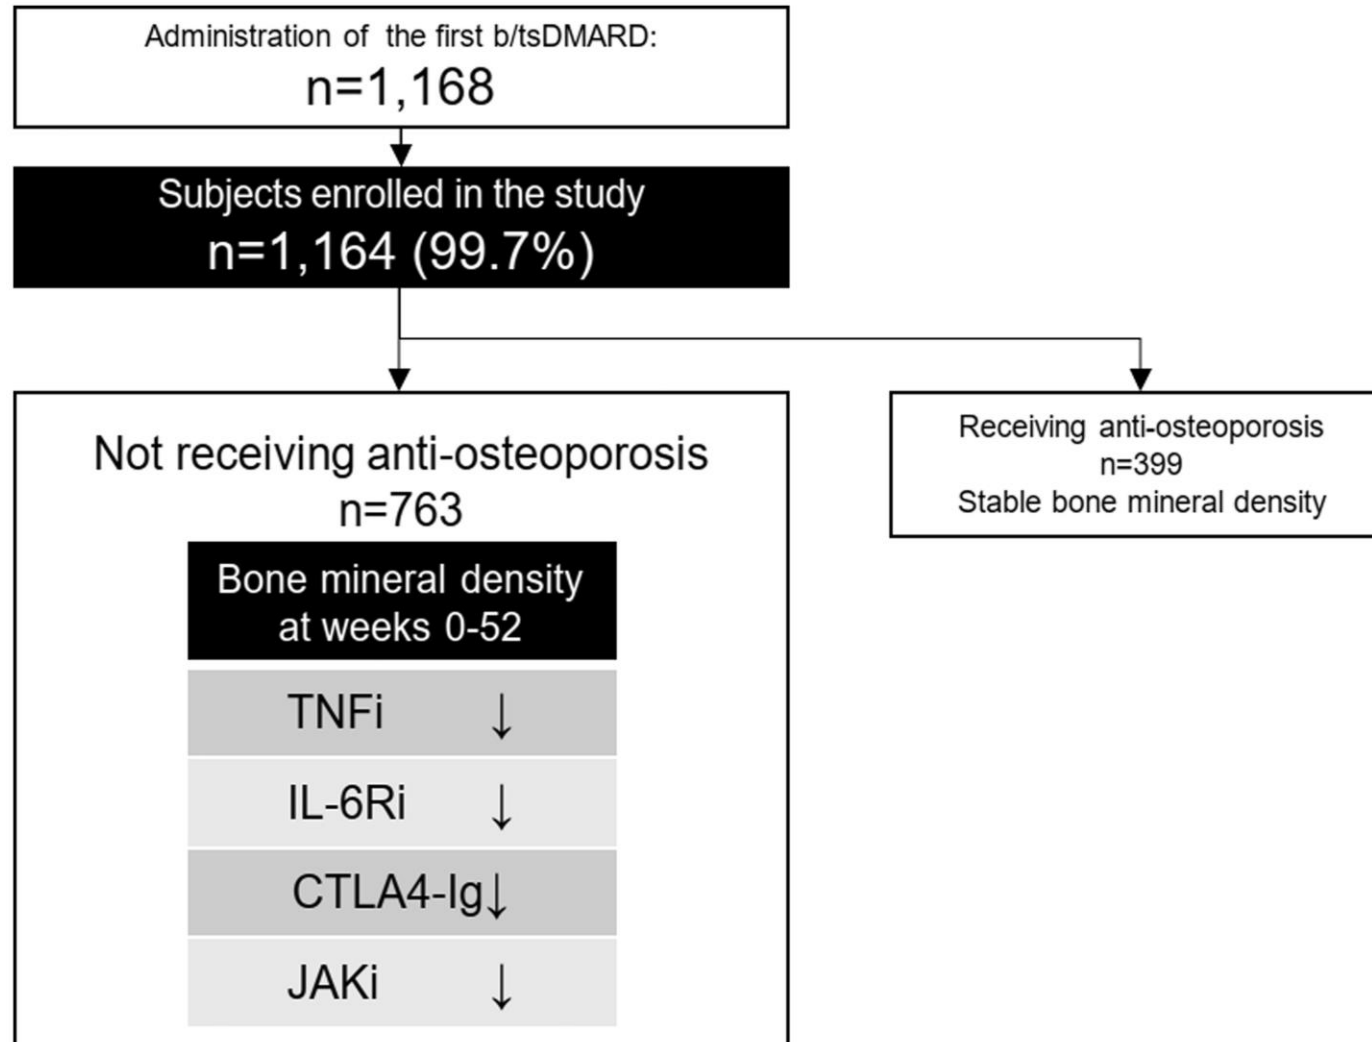 Administration of the first b/tsDMARD:
n=1,168
Subjects enrolled in the study
n=1,164 (99.7%)
Not receiving anti-osteoporosis
n=763
Bone mineral density
at weeks 0-52
TNFi ↓
IL-6Ri ↓
CTLA4-Ig↓
JAKi ↓
Receiving anti-osteoporosis
n=399
Stable bone mineral density